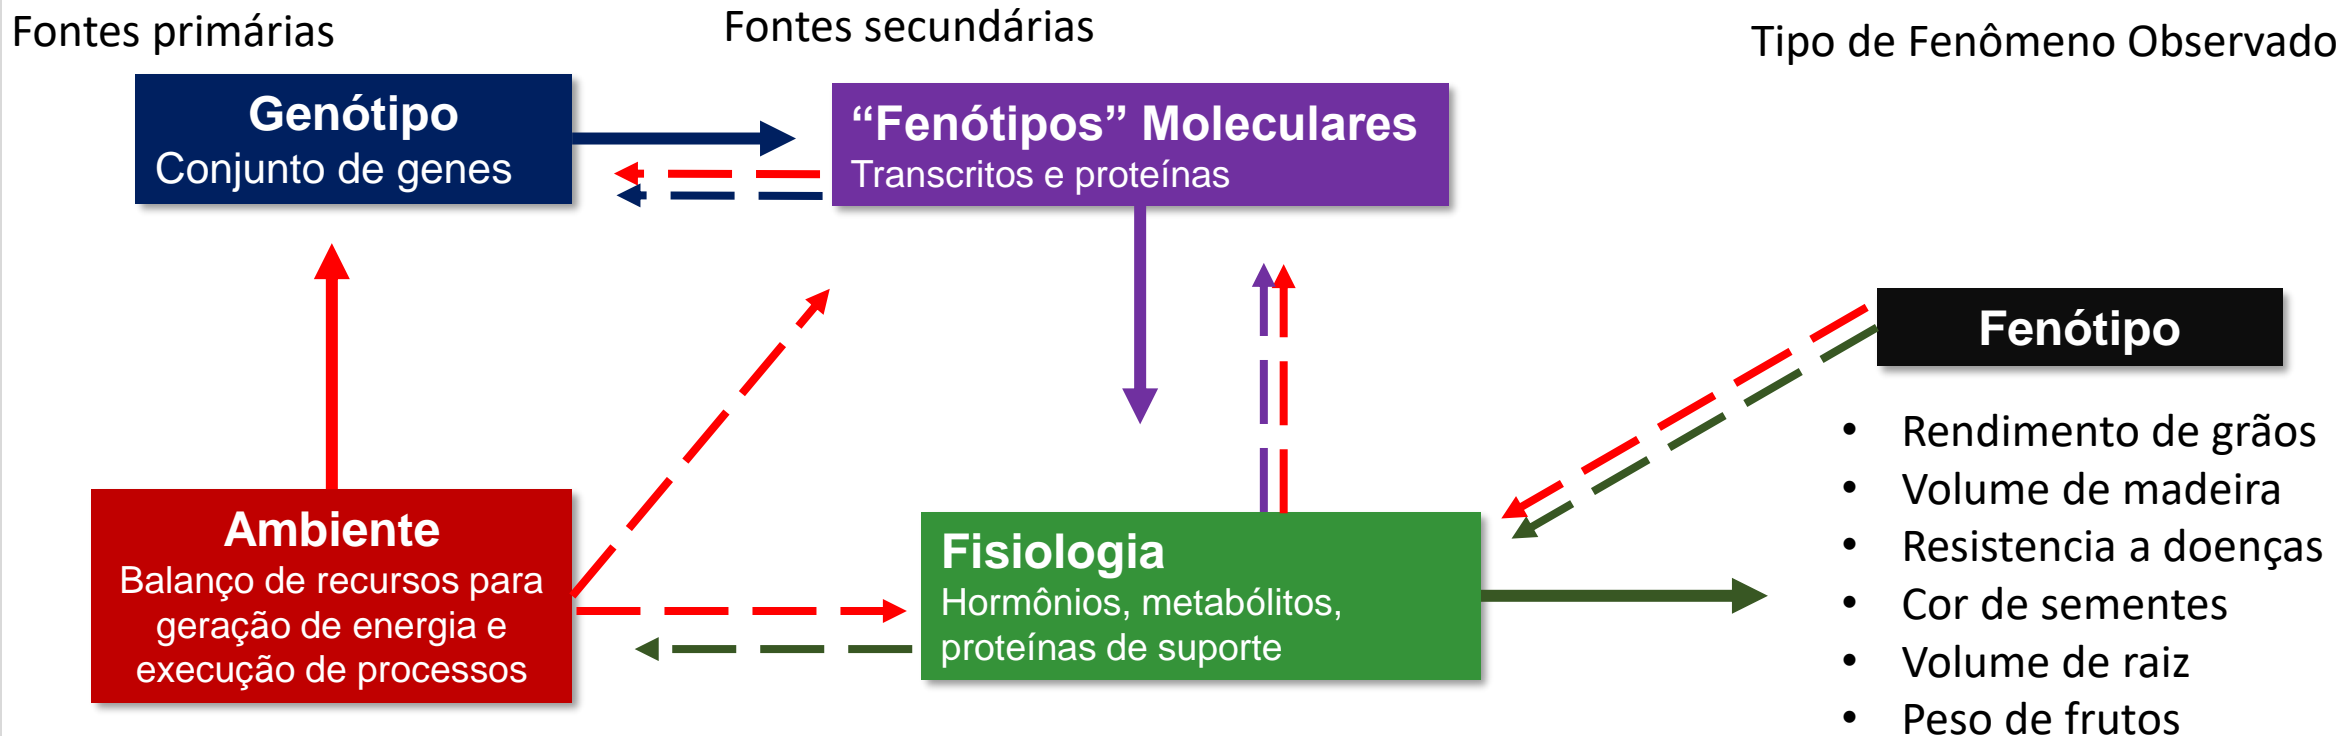 Fontes primárias
Fontes secundárias
Tipo de Fenômeno Observado
Genótipo
Conjunto de genes
“Fenótipos” Moleculares
Transcritos e proteínas
Ambiente
Balanço de recursos para
geração de energia e
execução de processos
Fisiologia
Hormônios, metabólitos,
proteínas de suporte
Fenótipo
• Rendimento de grãos
• Volume de madeira
• Resistencia a doenças
• Cor de sementes
• Volume de raiz
• Peso de frutos